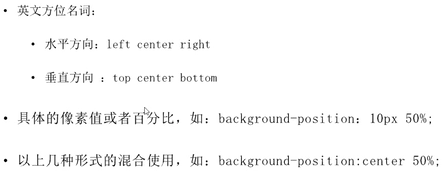 • 英文方位名词：
• 水平方向：left center right
• 垂直方向 ：top center bottom
• 具体的像素值或者百分比，如：background-position：10px 50%;
• 以上几种形式的混合使用，如：background-position:center 50%;